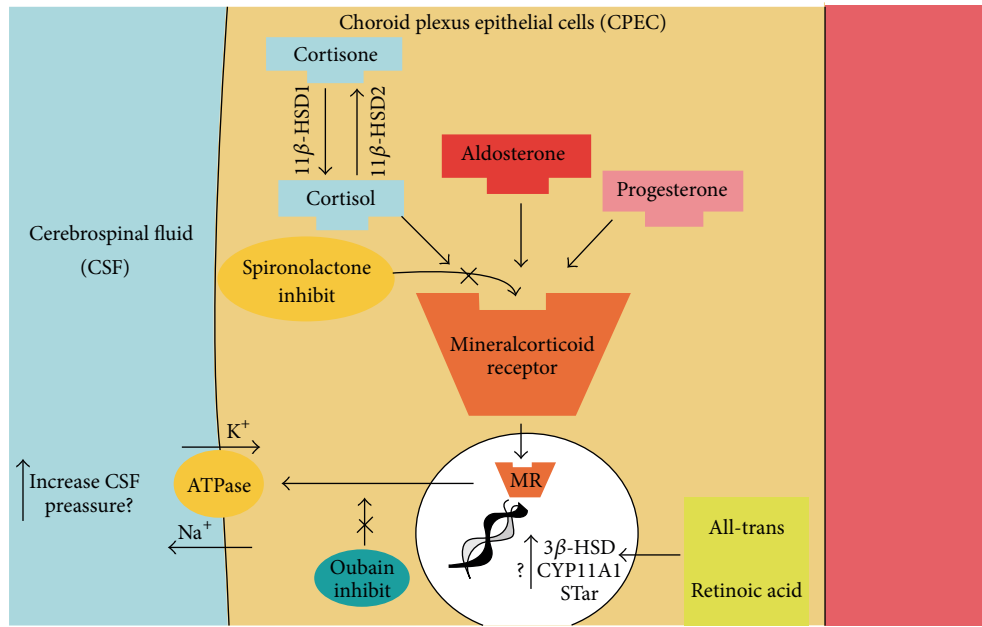 Choroid plexus epithelial cells (CPEC)
Cortisone
11β-HSD1
11β-HSD2
Cortisol
Aldosterone
Progesterone
Cerebrospinal fluid
(CSF)
Spironolactone
inhibit
Mineralcorticoid
receptor
K+
ATPase
Increase CSF
preassure?
Na+
MR
Oubain
inhibit
?
3β-HSD
CYP11A1
STar
All-trans
Retinoic acid